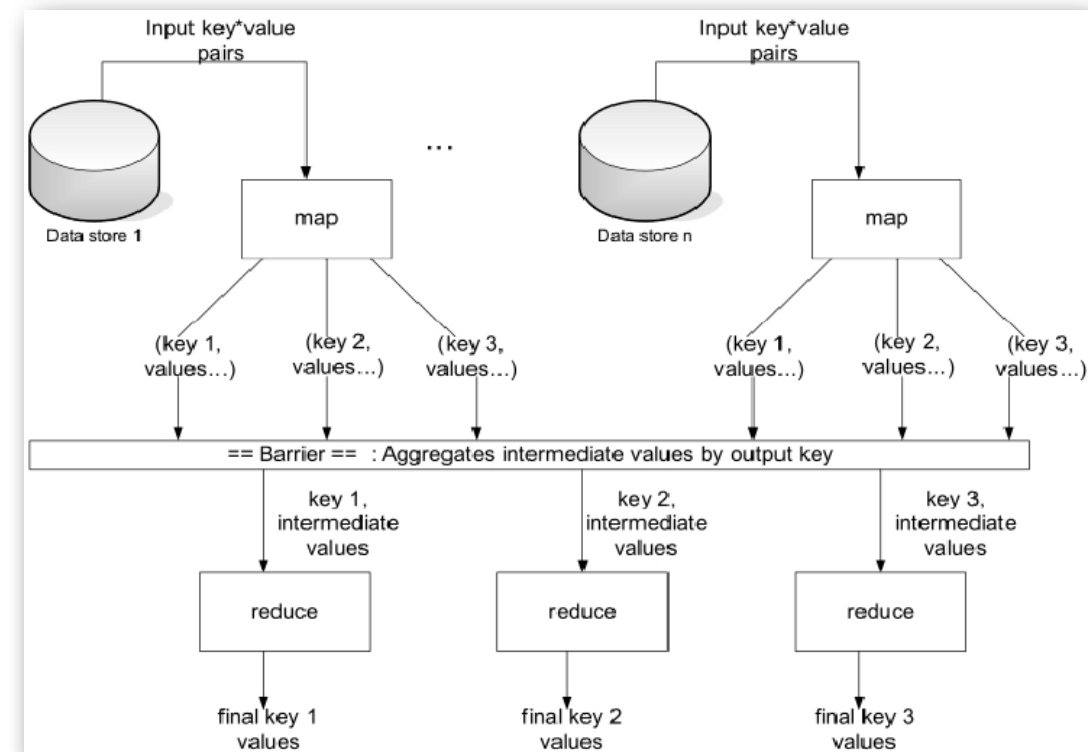 Input key*value
pairs
Input key*value
pairs
...
Data store 1
map
Data store n
map
(key 1,
values...)
(key 2,
values...)
(key 3,
values...)
(key 1,
values...)
(key 2,
values...)
(key 3,
values...)
== Barrier == : Aggregates intermediate values by output key
key 1,
intermediate
values
key 2,
intermediate
values
key 3,
intermediate
values
reduce
reduce
reduce
final key 1
values
final key 2
values
final key 3
values